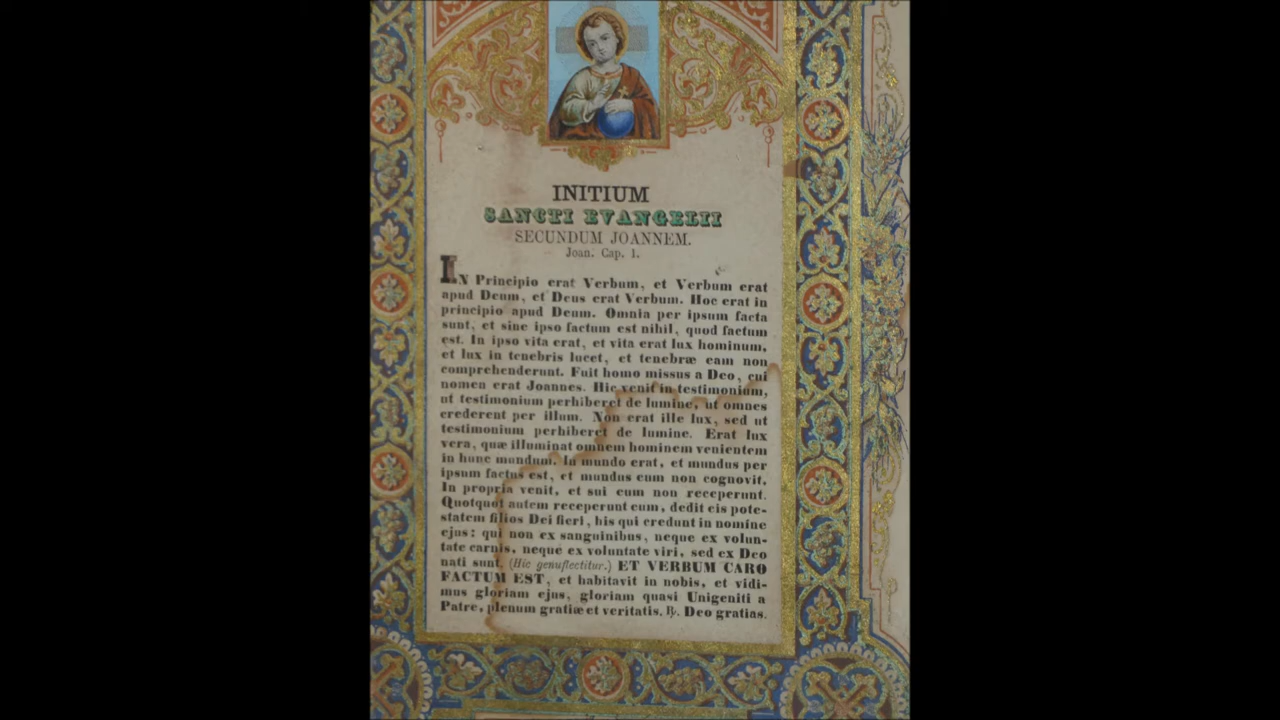 INITIUM
SANCTI EVANGELII
SECUNDUM JOANNEM.
Joan. Cap. 1.
IN Principio erat Verbum, et Verbum erat
apud Deum, et Deus erat Verbum. Hoc erat in
principio apud Deum. Omnia per ipsum facta
sunt, et sine ipso factum est nihil, quod factum
est. In ipso vita erat, et vita erat lux hominum,
et lux in tenebris lucet, et tenebræ eam non
comprehenderunt. Fuit homo missus a Deo, cui
nomen erat Joannes. Hic venit in testimonium,
ut testimonium perhiberet de lumine, ut omnes
crederent per illum. Non erat ille lux, sed ut
testimonium perhiberet de lumine. Erat lux
vera, quæ illuminat omnem hominem venientem
in hunc mundum. In mundo erat, et mundus per
ipsum factus est, et mundus eum non cognovit.
In propria venit, et sui eum non receperunt.
Quotquot autem receperunt eum, dedit eis pote-
statem filios Dei fieri, his qui credunt in nomine
ejus: qui non ex sanguinibus, neque ex volun-
tate carnis, neque ex voluntate viri, sed ex Deo
nati sunt. (Hic genuflectitur.) ET VERBUM CARO
FACTUM EST, et habitavit in nobis, et vidi-
mus gloriam ejus, gloriam quasi Unigeniti a
Patre, plenum gratiæ et veritatis. ℟. Deo gratias.